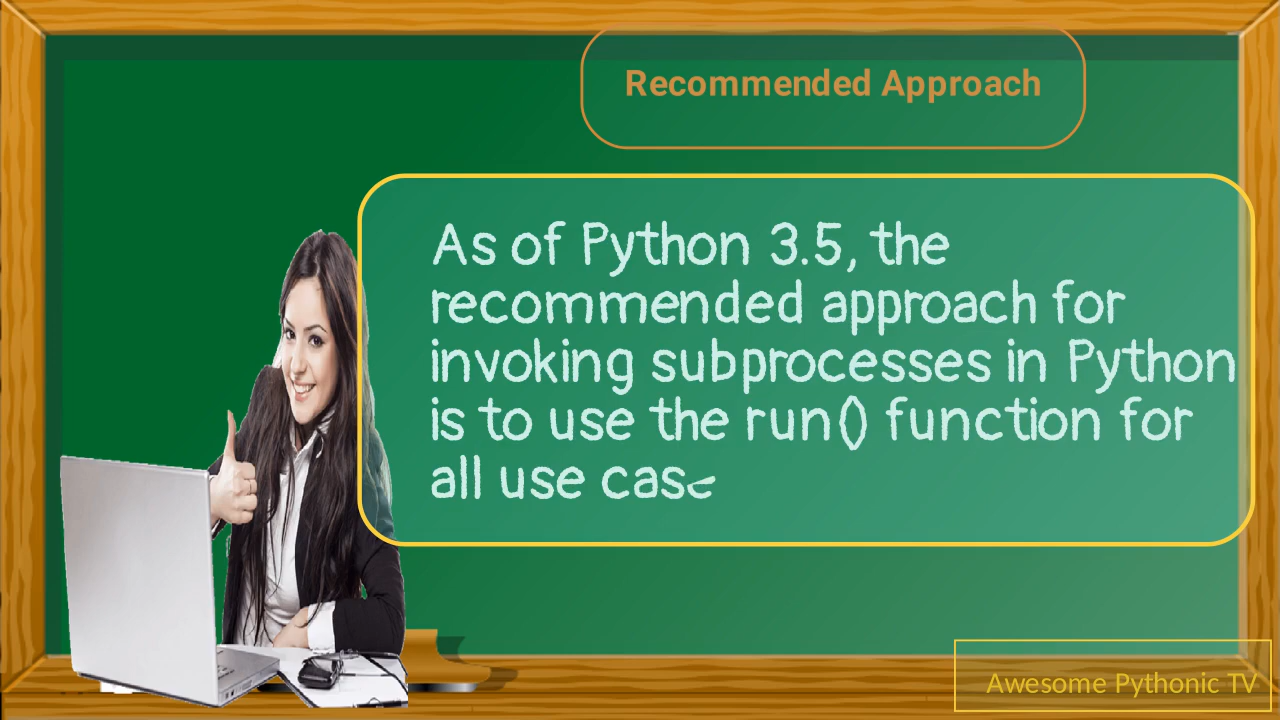 Recommended Approach
As of Python 3.5, the
recommended approach for
invoking subprocesses in Python
is to use the run() function for
all use cas
Awesome Pythonic TV